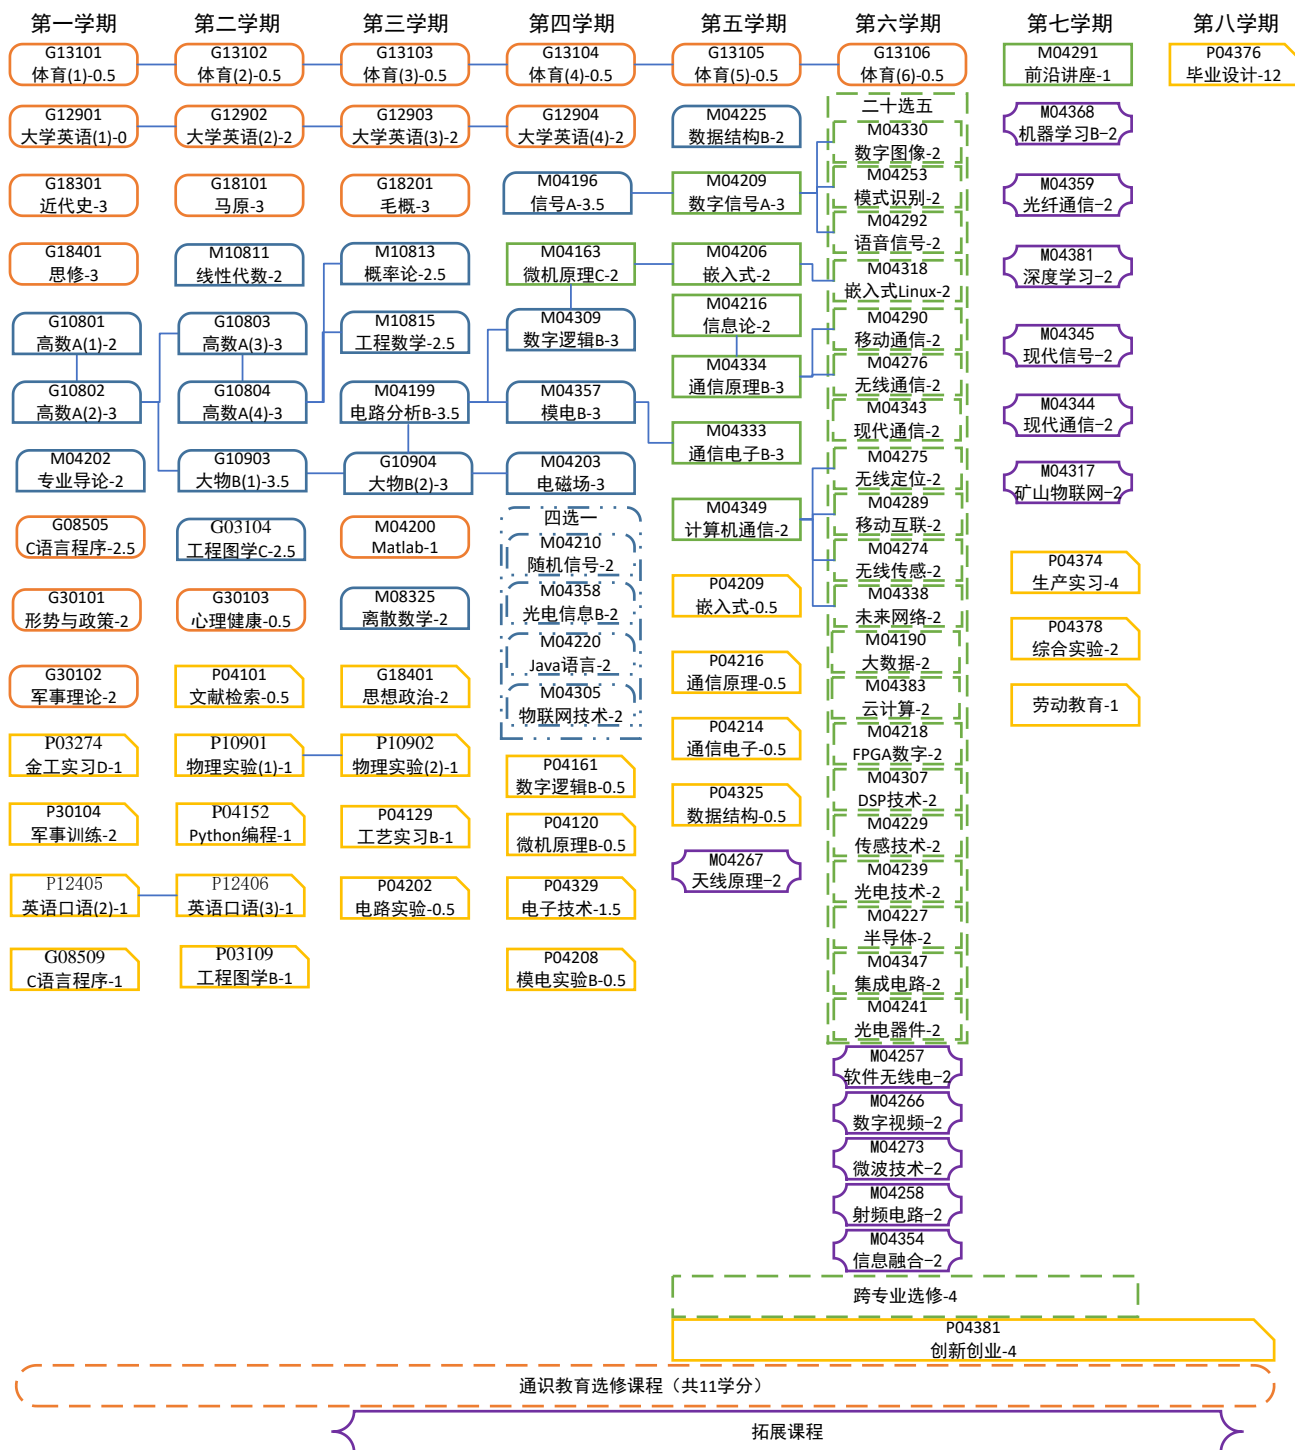 第一学期
第二学期
第三学期
第四学期
第五学期
第六学期
第七学期
第八学期
G13101
体育(1)-0.5
G12901
大学英语(1)-0
G18301
近代史-3
G18401
思修-3
G10801
高数A(1)-2
G10802
高数A(2)-3
M04202
专业导论-2
G08505
C语言程序-2.5
G30101
形势与政策-2
G30102
军事理论-2
P03274
金工实习D-1
P30104
军事训练-2
P12405
英语口语(2)-1
G08509
C语言程序-1
G13102
体育(2)-0.5
G12902
大学英语(2)-2
G18101
马原-3
M10811
线性代数-2
G10803
高数A(3)-3
G10804
高数A(4)-3
G10903
大物B(1)-3.5
G03104
工程图学C-2.5
G30103
心理健康-0.5
P04101
文献检索-0.5
P10901
物理实验(1)-1
P04152
Python编程-1
P12406
英语口语(3)-1
P03109
工程图学B-1
G13103
体育(3)-0.5
G12903
大学英语(3)-2
G18201
毛概-3
M10813
概率论-2.5
M10815
工程数学-2.5
M04199
电路分析B-3.5
G10904
大物B(2)-3
M04200
Matlab-1
M08325
离散数学-2
G18401
思想政治-2
P10902
物理实验(2)-1
P04129
工艺实习B-1
P04202
电路实验-0.5
G13104
体育(4)-0.5
G12904
大学英语(4)-2
M04196
信号A-3.5
M04163
微机原理C-2
M04309
数字逻辑B-3
M04357
模电B-3
M04203
电磁场-3
四选一
M04210
随机信号-2
M04358
光电信息B-2
M04220
Java语言-2
M04305
物联网技术-2
P04161
数字逻辑B-0.5
P04120
微机原理B-0.5
P04329
电子技术-1.5
P04208
模电实验B-0.5
G13105
体育(5)-0.5
M04225
数据结构B-2
M04209
数字信号A-3
M04206
嵌入式-2
M04216
信息论-2
M04334
通信原理B-3
M04333
通信电子B-3
M04349
计算机通信-2
P04209
嵌入式-0.5
P04216
通信原理-0.5
P04214
通信电子-0.5
P04325
数据结构-0.5
M04267
天线原理-2
G13106
体育(6)-0.5
二十选五
M04330
数字图像-2
M04253
模式识别-2
M04292
语音信号-2
M04318
嵌入式Linux-2
M04290
移动通信-2
M04276
无线通信-2
M04343
现代通信-2
M04275
无线定位-2
M04289
移动互联-2
M04274
无线传感-2
M04338
未来网络-2
M04190
大数据-2
M04383
云计算-2
M04218
FPGA数字-2
M04307
DSP技术-2
M04229
传感技术-2
M04239
光电技术-2
M04227
半导体-2
M04347
集成电路-2
M04241
光电器件-2
M04257
软件无线电-2
M04266
数字视频-2
M04273
微波技术-2
M04258
射频电路-2
M04354
信息融合-2
M04291
前沿讲座-1
M04368
机器学习B-2
M04359
光纤通信-2
M04381
深度学习-2
M04345
现代信号-2
M04344
现代通信-2
M04317
矿山物联网-2
P04374
生产实习-4
P04378
综合实验-2
劳动教育-1
P04376
毕业设计-12
跨专业选修-4
P04381
创新创业-4
通识教育选修课程（共11学分）
拓展课程